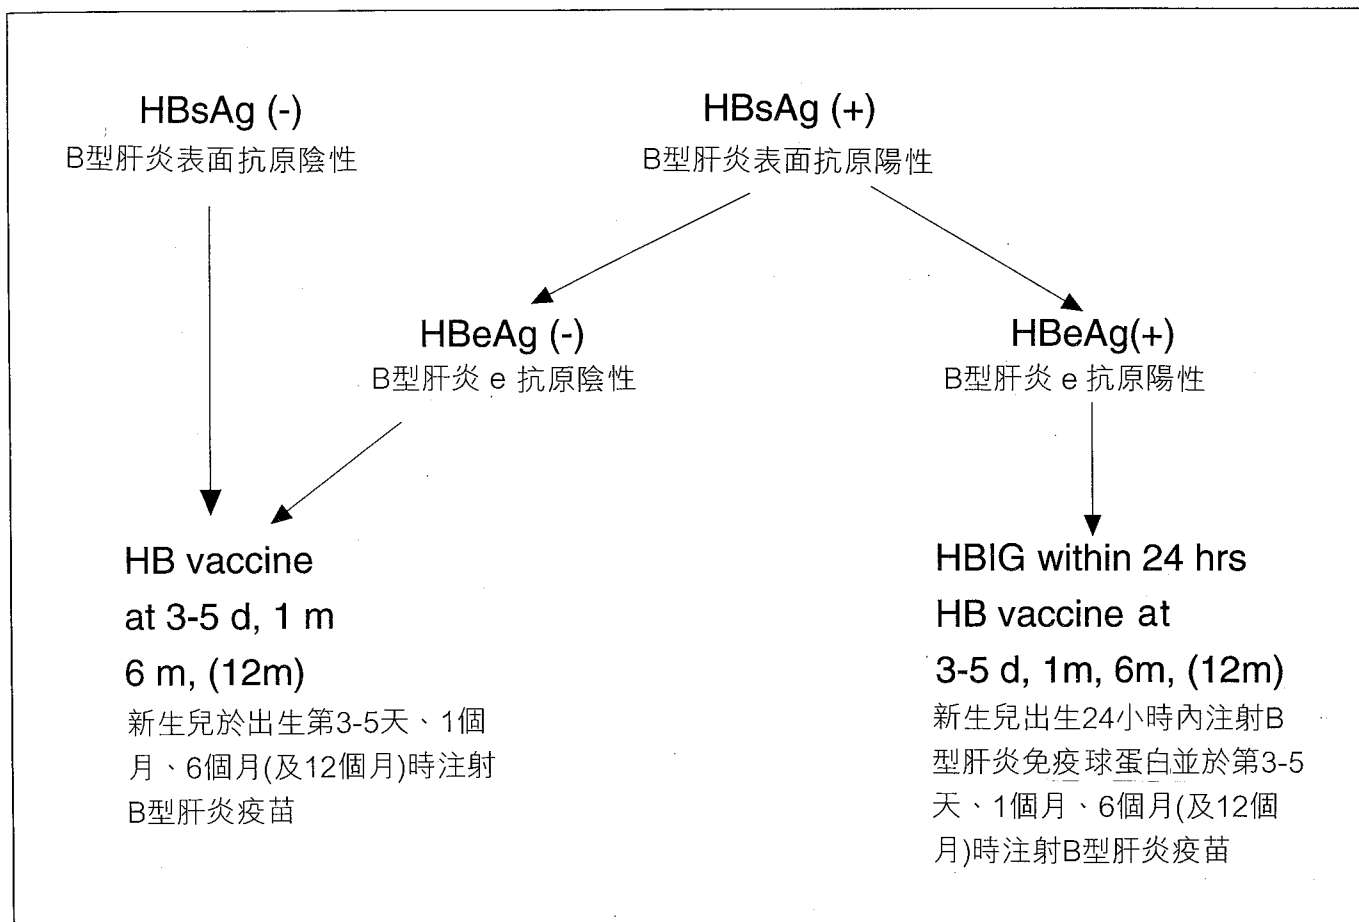 HBsAg (-)
B型肝炎表面抗原陰性
HBsAg (+)
B型肝炎表面抗原陽性
HBeAg (-)
B型肝炎 e 抗原陰性
HBeAg(+)
B型肝炎 e 抗原陽性
HB vaccine
at 3-5 d, 1 m
6 m, (12m)
新生兒於出生第3-5天、1個
月、6個月(及12個月)時注射
B型肝炎疫苗
HBIG within 24 hrs
HB vaccine at
3-5 d, 1m, 6m, (12m)
新生兒出生24小時內注射B
型肝炎免疫球蛋白並於第3-5
天、1個月、6個月(及12個
月)時注射B型肝炎疫苗